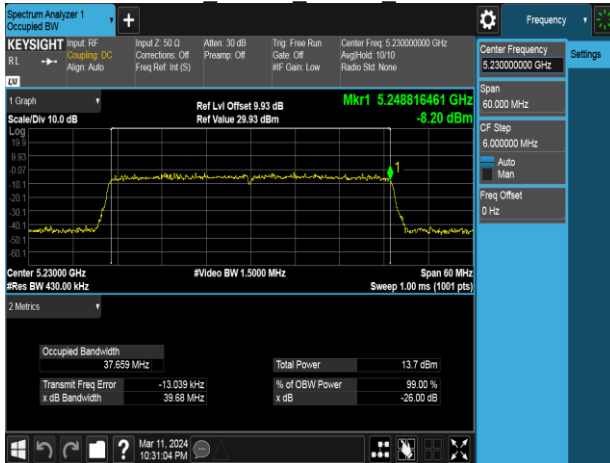 Spectrum Analyzer 1
Occupied BW
Frequency
KEYSIGHT
RL
LXI
Input: RF
Coupling: DC
Align: Auto
Input Z: 50 Ω
Corrections: Off
Freq Ref: Int (S)
Atten: 30 dB
Preamp: Off
Trig: Free Run
Gate: Off
#IF Gain: Low
Center Freq: 5.230000000 GHz
Avg|Hold: 10/10
Radio Std: None
Center Frequency
5.230000000 GHz
Settings
Span
60.000 MHz
CF Step
6.000000 MHz
Auto
Man
Freq Offset
0 Hz
1 Graph
Scale/Div 10.0 dB
Ref Lvl Offset 9.93 dB
Ref Value 29.93 dBm
Mkr1 5.248816461 GHz
-8.20 dBm
Log
19.9
9.93
-0.07
-10.1
-20.1
-30.1
-40.1
-50.1
-60.1
1
Center 5.23000 GHz
#Res BW 430.00 kHz
#Video BW 1.5000 MHz
Span 60 MHz
Sweep 1.00 ms (1001 pts)
2 Metrics
Occupied Bandwidth
37.659 MHz
Total Power 13.7 dBm
Transmit Freq Error -13.039 kHz
% of OBW Power 99.00 %
x dB Bandwidth 39.68 MHz
x dB -26.00 dB
?
Mar 11, 2024
10:31:04 PM